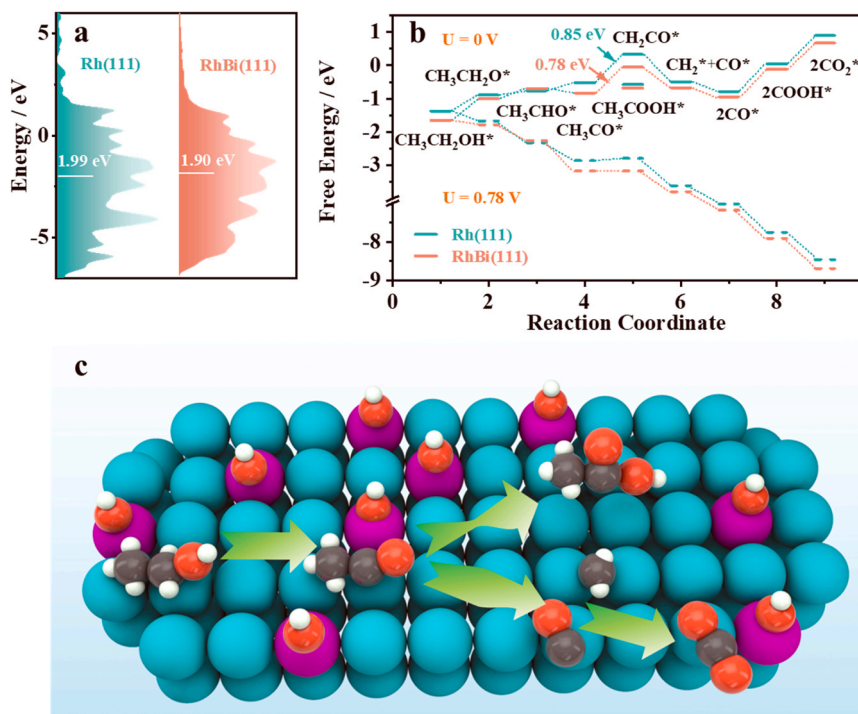 a
Energy / eV
5
0
-5
Rh(111)
RhBi(111)
1.99 eV
1.90 eV
b
Free Energy / eV
1
0
-1
-2
-3
-8
-9
0
2
4
6
8
Reaction Coordinate
U = 0 V
0.85 eV
0.78 eV
CH2CO*
CH3CH2O*
CH2*+CO*
2CO2*
CH3CHO*
CH3COOH*
2COOH*
CH3CH2OH*
CH3CO*
2CO*
U = 0.78 V
Rh(111)
RhBi(111)
c